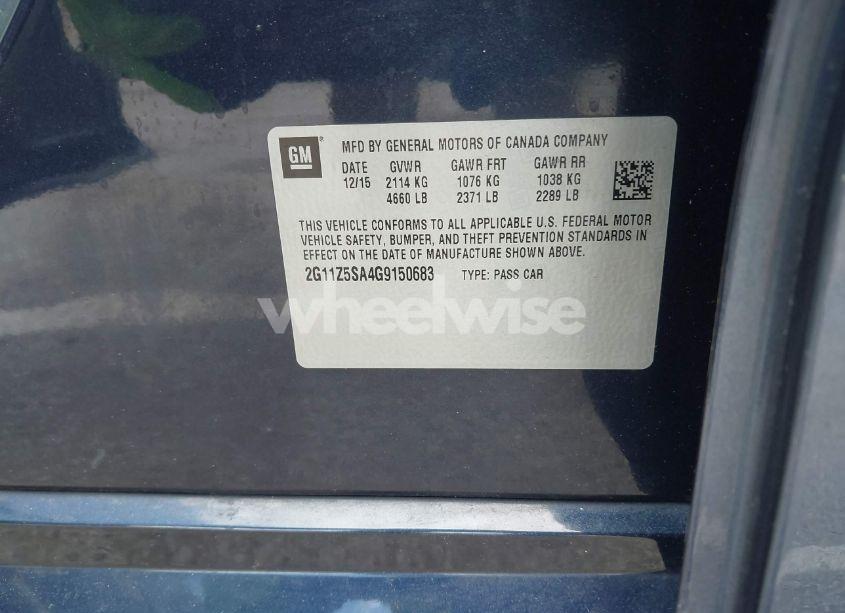 GM ® MFD BY GENERAL MOTORS OF CANADA COMPANY
DATE GVWR GAWR FRT GAWR RR
12/15 2114 KG 1076 KG 1038 KG
4660 LB 2371 LB 2289 LB
THIS VEHICLE CONFORMS TO ALL APPLICABLE U.S. FEDERAL MOTOR
VEHICLE SAFETY, BUMPER, AND THEFT PREVENTION STANDARDS IN
EFFECT ON THE DATE OF MANUFACTURE SHOWN ABOVE.
2G11Z5SA4G9150683 TYPE: PASS CAR
wheelwise